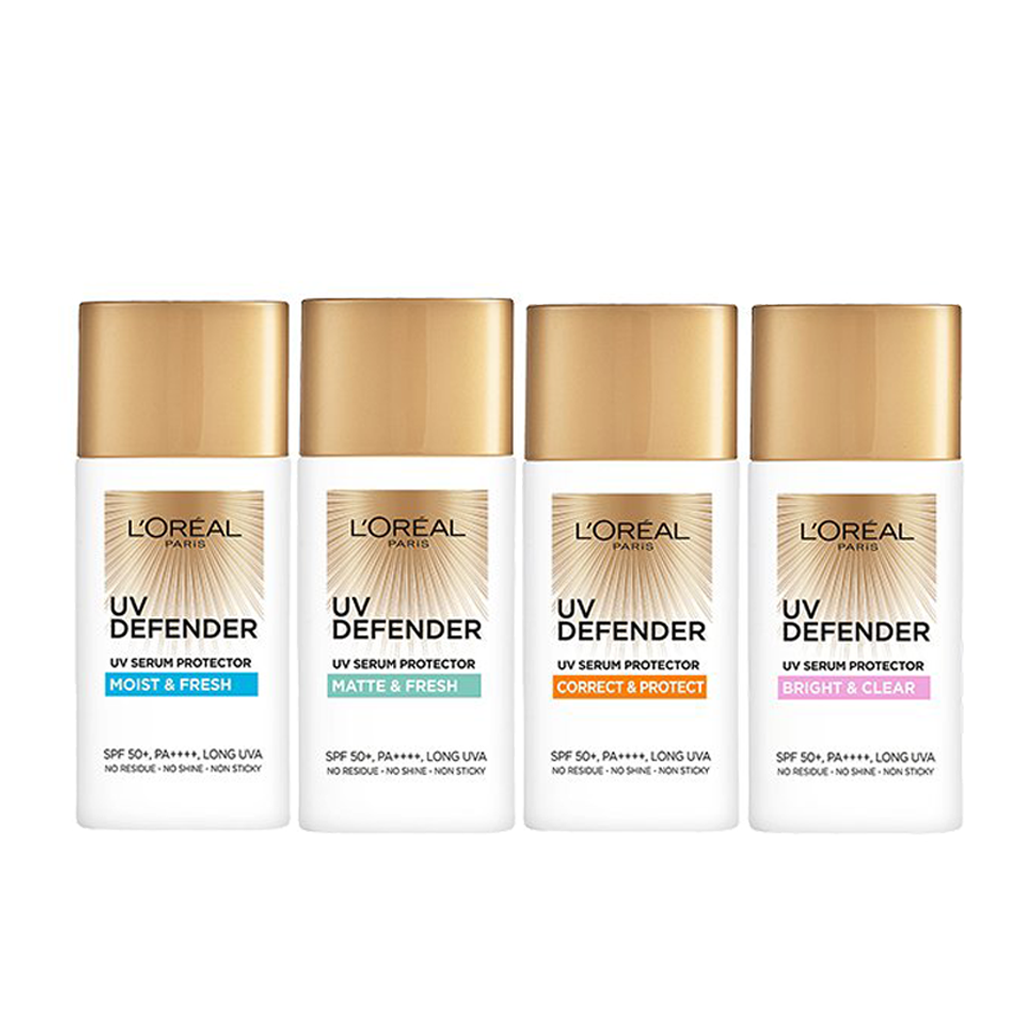 L'ORÉAL
PARIS
UV
DEFENDER
UV SERUM PROTECTOR
MOIST & FRESH
SPF 50+, PA++++, LONG UVA
NO RESIDUE - NO SHINE - NON STICKY
L'ORÉAL
PARIS
UV
DEFENDER
UV SERUM PROTECTOR
MATTE & FRESH
SPF 50+, PA++++, LONG UVA
NO RESIDUE - NO SHINE - NON STICKY
L'ORÉAL
PARIS
UV
DEFENDER
UV SERUM PROTECTOR
CORRECT & PROTECT
SPF 50+, PA++++, LONG UVA
NO RESIDUE - NO SHINE - NON STICKY
L'ORÉAL
PARIS
UV
DEFENDER
UV SERUM PROTECTOR
BRIGHT & CLEAR
SPF 50+, PA++++, LONG UVA
NO RESIDUE - NO SHINE - NON STICKY